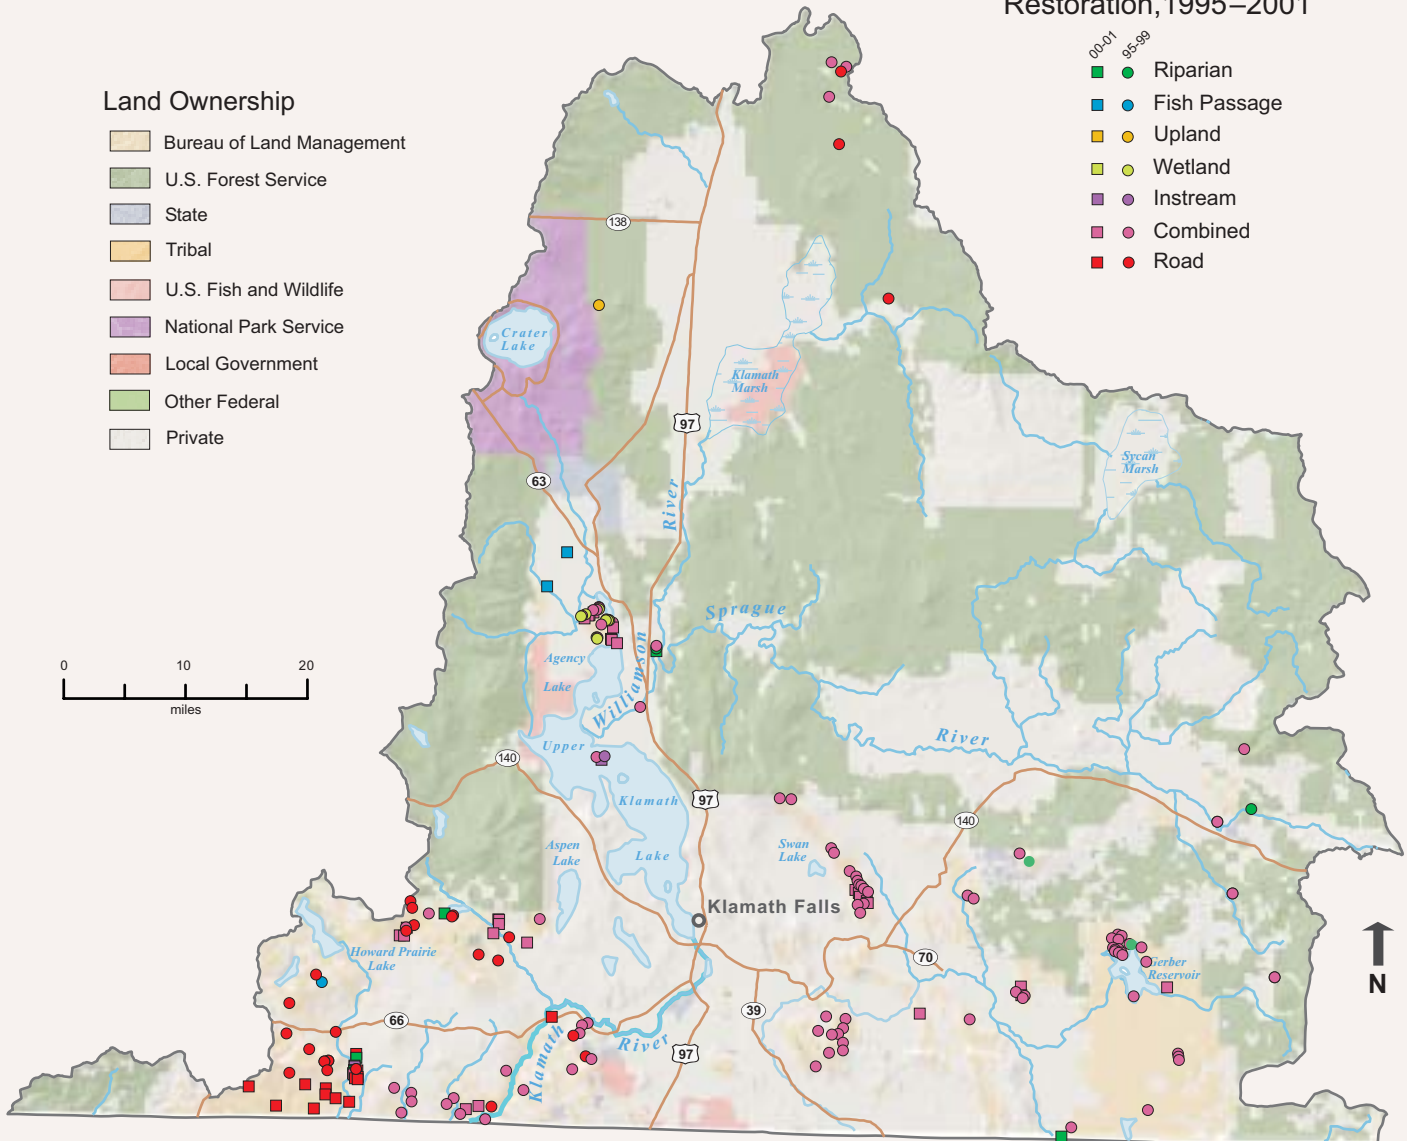 Restoration, 1995–2001
00-01 95-99
Riparian
Fish Passage
Upland
Wetland
Instream
Combined
Road
Land Ownership
Bureau of Land Management
U.S. Forest Service
State
Tribal
U.S. Fish and Wildlife
National Park Service
Local Government
Other Federal
Private
0 10 20
miles
138
Crater
Lake
Klamath
Marsh
97
Sycan
Marsh
63
River
Sprague
Agency
Lake
Williamson
River
Upper
140
Klamath
97
140
Aspen
Lake
Lake
Swan
Lake
Klamath Falls
Howard Prairie
Lake
70
Gerber
Reservoir
N
66
39
Klamath
River
97